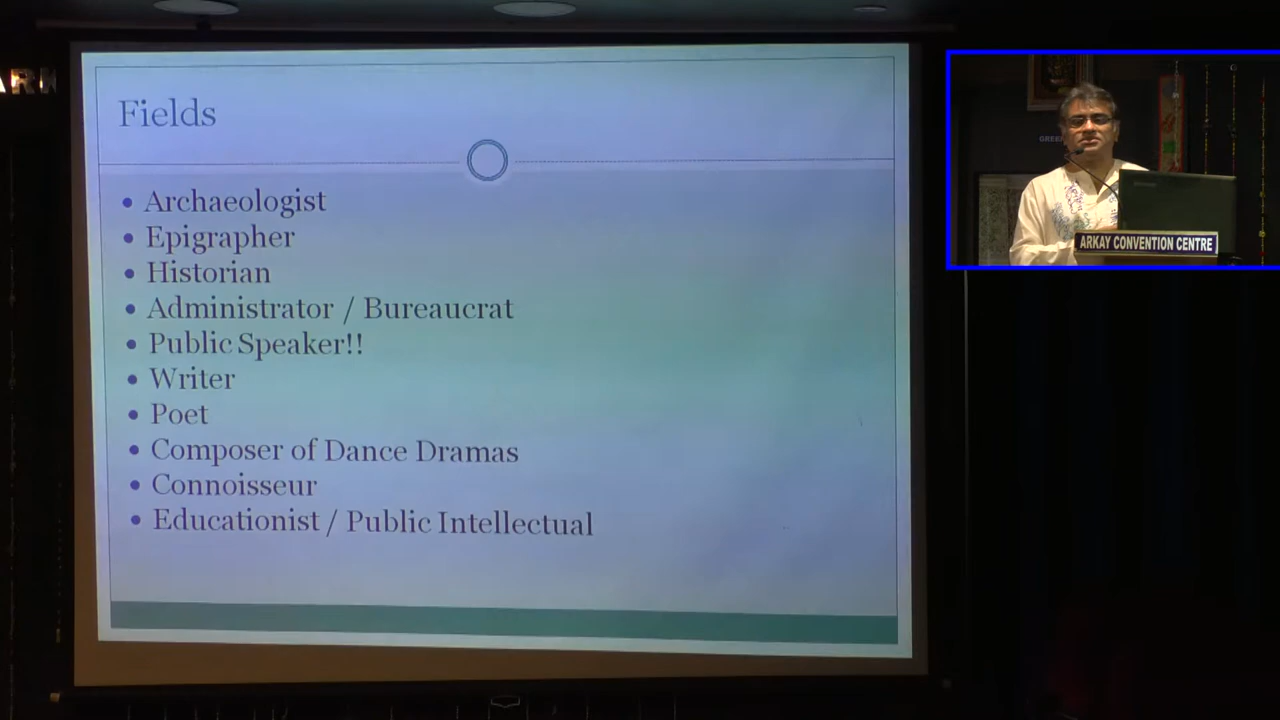 Fields
Archaeologist
Epigrapher
Historian
Administrator / Bureaucrat
Public Speaker!!
Writer
Poet
Composer of Dance Dramas
Connoisseur
Educationist / Public Intellectual
ARKAY CONVENTION CENTRE